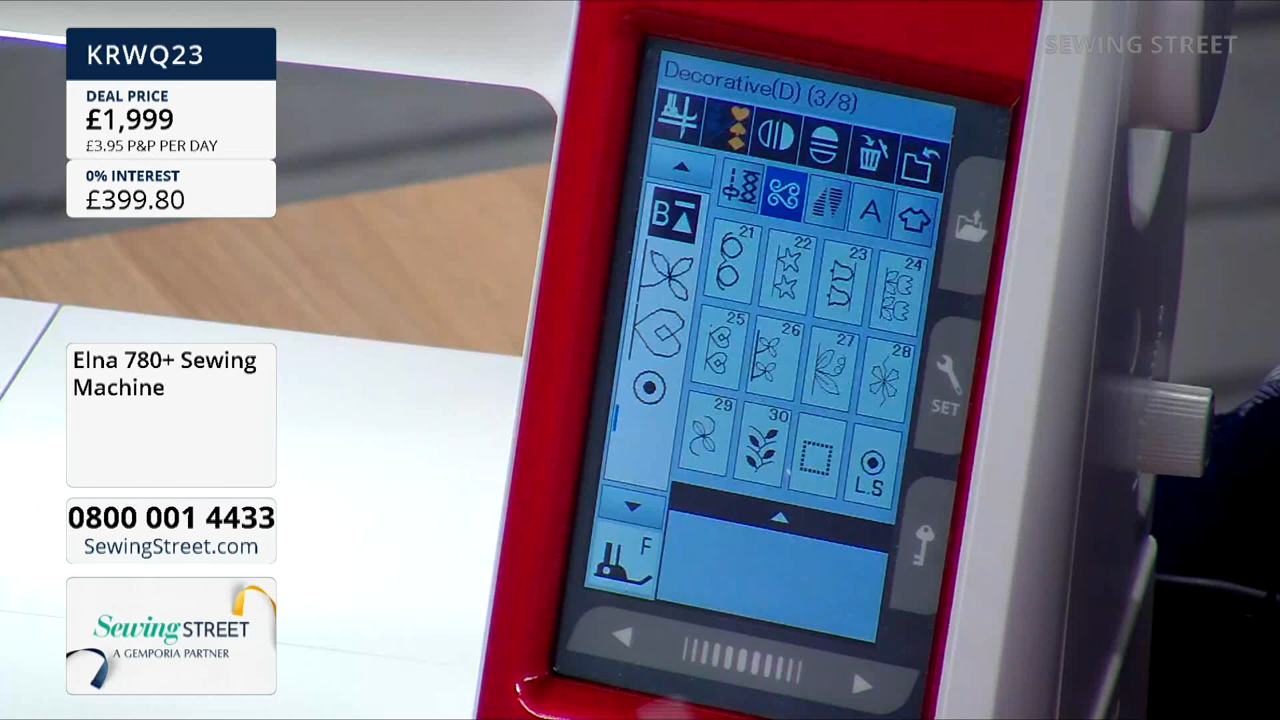 KRWQ23
DEAL PRICE
£1,999
£3.95 P&P PER DAY
0% INTEREST
£399.80
Elna 780+ Sewing
Machine
0800 001 4433
SewingStreet.com
Sewing STREET
A GEMPORIA PARTNER
SEWING STREET
Decorative(D) (3/8)
A
B
21
22
23
24
25
26
27
28
29
30
L.S
F
SET